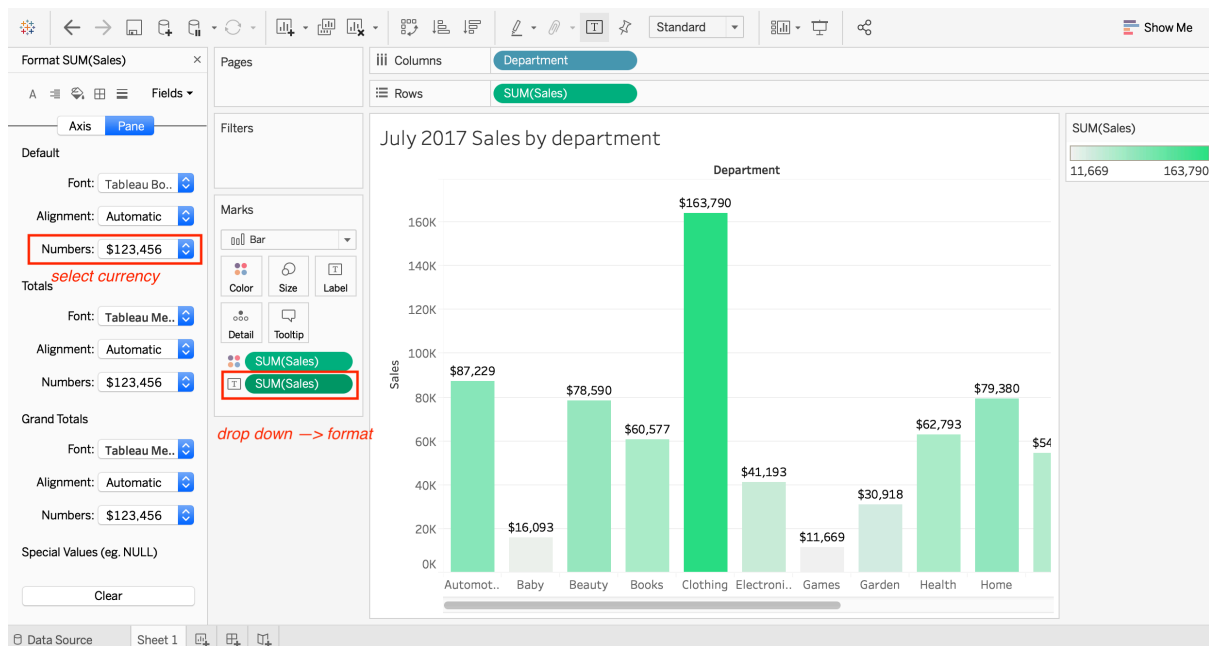 Standard
Show Me
Format SUM(Sales) ×
A
Fields
Axis
Pane
Default
Font: Tableau Bo..
Alignment: Automatic
Numbers: $123,456
select currency
Totals
Font: Tableau Me..
Alignment: Automatic
Numbers: $123,456
Grand Totals
Font: Tableau Me..
Alignment: Automatic
Numbers: $123,456
Special Values (eg. NULL)
Clear
Pages
Filters
Marks
Bar
Color
Size
T
Label
Detail
Tooltip
SUM(Sales)
T SUM(Sales)
drop down —> format
Columns
Department
Rows
SUM(Sales)
July 2017 Sales by department
Department
Sales
160K
140K
120K
100K
80K
60K
40K
20K
0K
$87,229
$16,093
$78,590
$60,577
$163,790
$41,193
$11,669
$30,918
$62,793
$79,380
$54
Automot..
Baby
Beauty
Books
Clothing
Electroni..
Games
Garden
Health
Home
SUM(Sales)
11,669
163,790
Data Source
Sheet 1